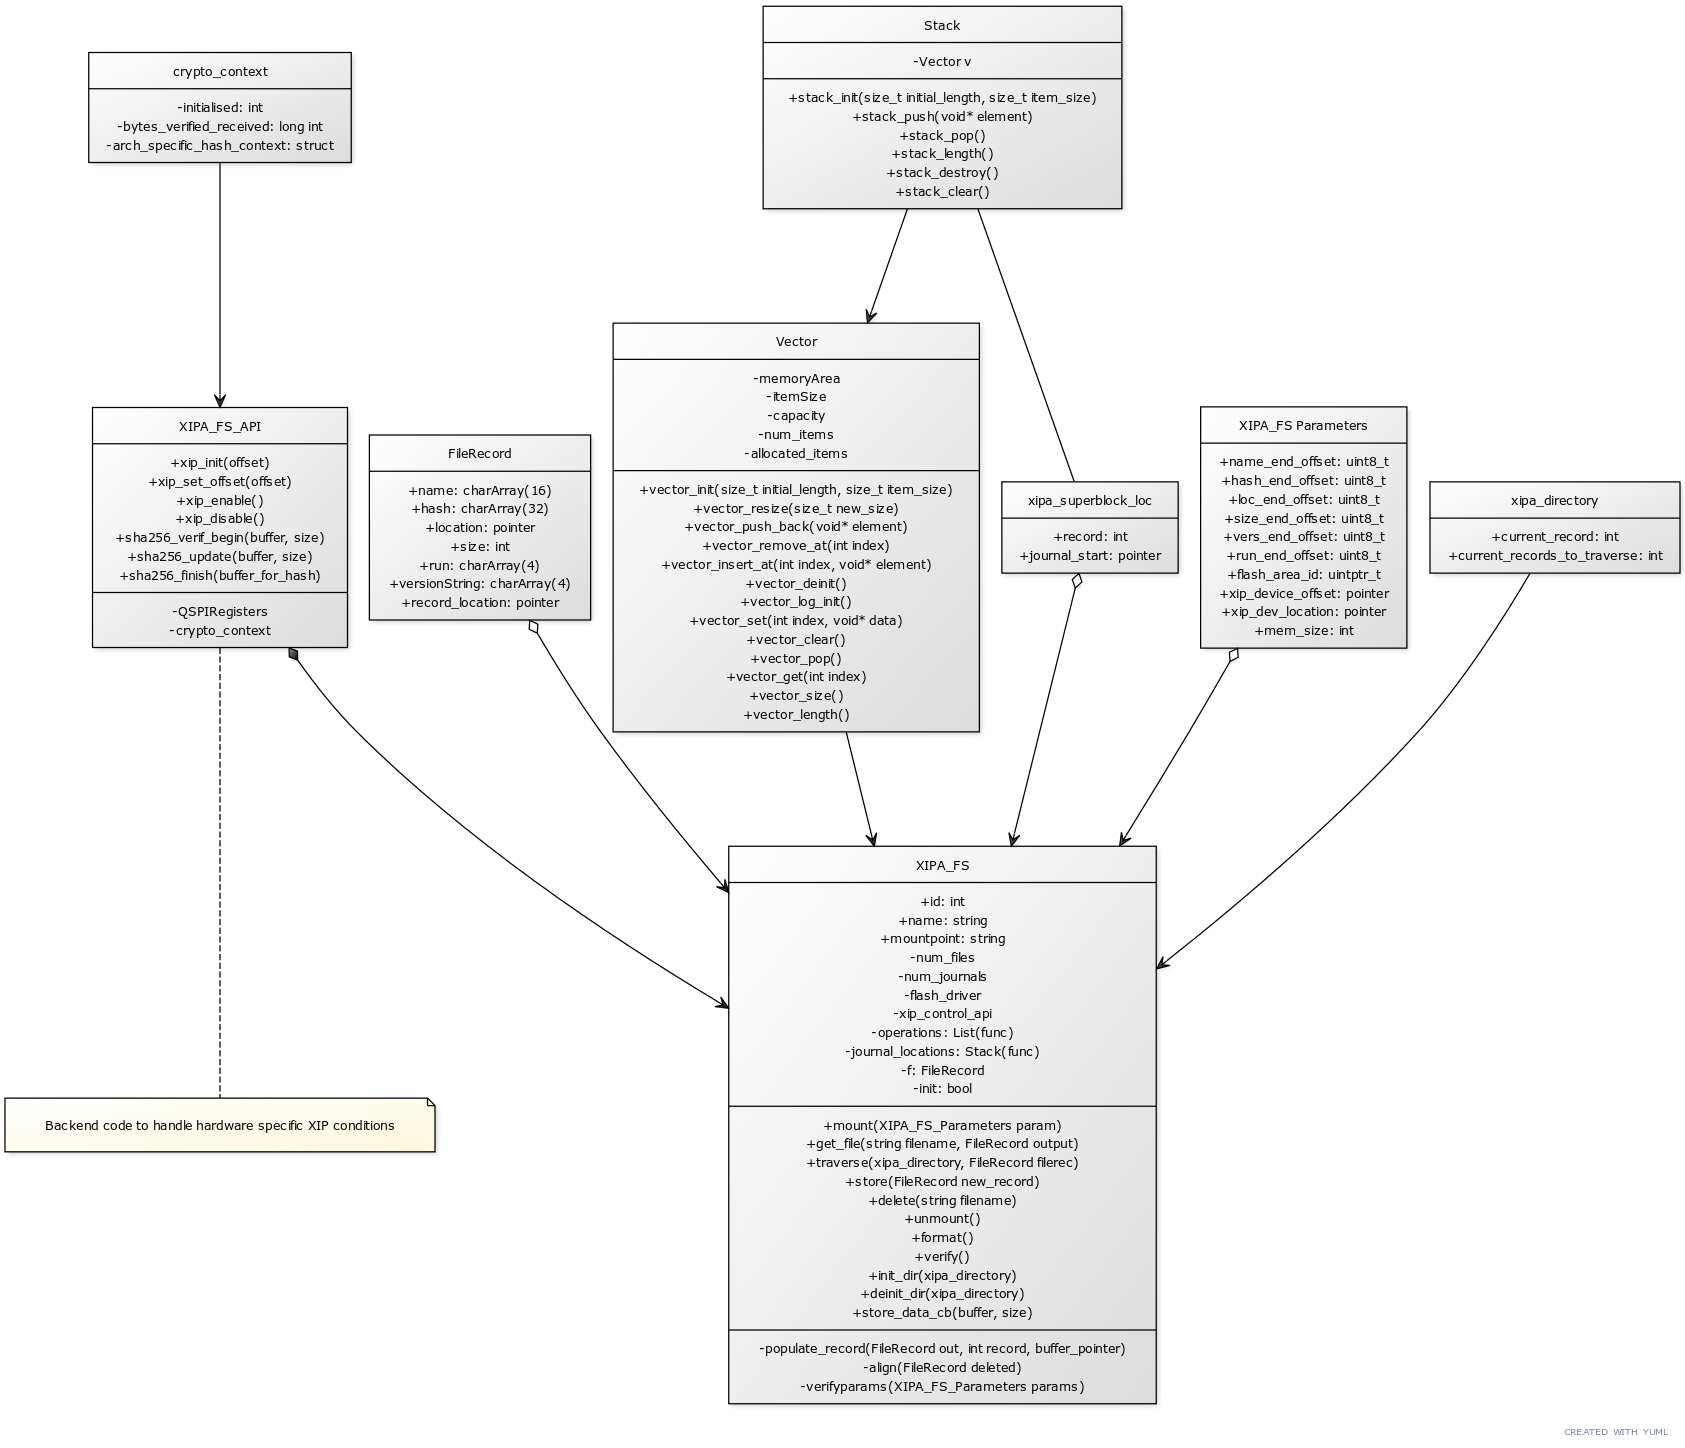 Stack
-Vector v
+stack_init(size_t initial_length, size_t item_size)
+stack_push(void* element)
+stack_pop()
+stack_length()
+stack_destroy()
+stack_clear()
crypto_context
-initialised: int
-bytes_verified_received: long int
-arch_specific_hash_context: struct
Vector
-memoryArea
-itemSize
-capacity
-num_items
-allocated_items
+vector_init(size_t initial_length, size_t item_size)
+vector_resize(size_t new_size)
+vector_push_back(void* element)
+vector_remove_at(int index)
+vector_insert_at(int index, void* element)
+vector_deinit()
+vector_log_init()
+vector_set(int index, void* data)
+vector_clear()
+vector_pop()
+vector_get(int index)
+vector_size()
+vector_length()
XIPA_FS_API
+xip_init(offset)
+xip_set_offset(offset)
+xip_enable()
+xip_disable()
+sha256_verif_begin(buffer, size)
+sha256_update(buffer, size)
+sha256_finish(buffer_for_hash)
-QSPIRegisters
-crypto_context
FileRecord
+name: charArray(16)
+hash: charArray(32)
+location: pointer
+size: int
+run: charArray(4)
+versionString: charArray(4)
+record_location: pointer
xipa_superblock_loc
+record: int
+journal_start: pointer
XIPA_FS Parameters
+name_end_offset: uint8_t
+hash_end_offset: uint8_t
+loc_end_offset: uint8_t
+size_end_offset: uint8_t
+vers_end_offset: uint8_t
+run_end_offset: uint8_t
+flash_area_id: uintptr_t
+xip_device_offset: pointer
+xip_dev_location: pointer
+mem_size: int
xipa_directory
+current_record: int
+current_records_to_traverse: int
XIPA_FS
+id: int
+name: string
+mountpoint: string
-num_files
-num_journals
-flash_driver
-xip_control_api
-operations: List(func)
-journal_locations: Stack(func)
-f: FileRecord
-init: bool
+mount(XIPA_FS_Parameters param)
+get_file(string filename, FileRecord output)
+traverse(xipa_directory, FileRecord filerec)
+store(FileRecord new_record)
+delete(string filename)
+unmount()
+format()
+verify()
+init_dir(xipa_directory)
+deinit_dir(xipa_directory)
+store_data_cb(buffer, size)
-populate_record(FileRecord out, int record, buffer_pointer)
-align(FileRecord deleted)
-verifyparams(XIPA_FS_Parameters params)
Backend code to handle hardware specific XIP conditions
CREATED WITH YUML